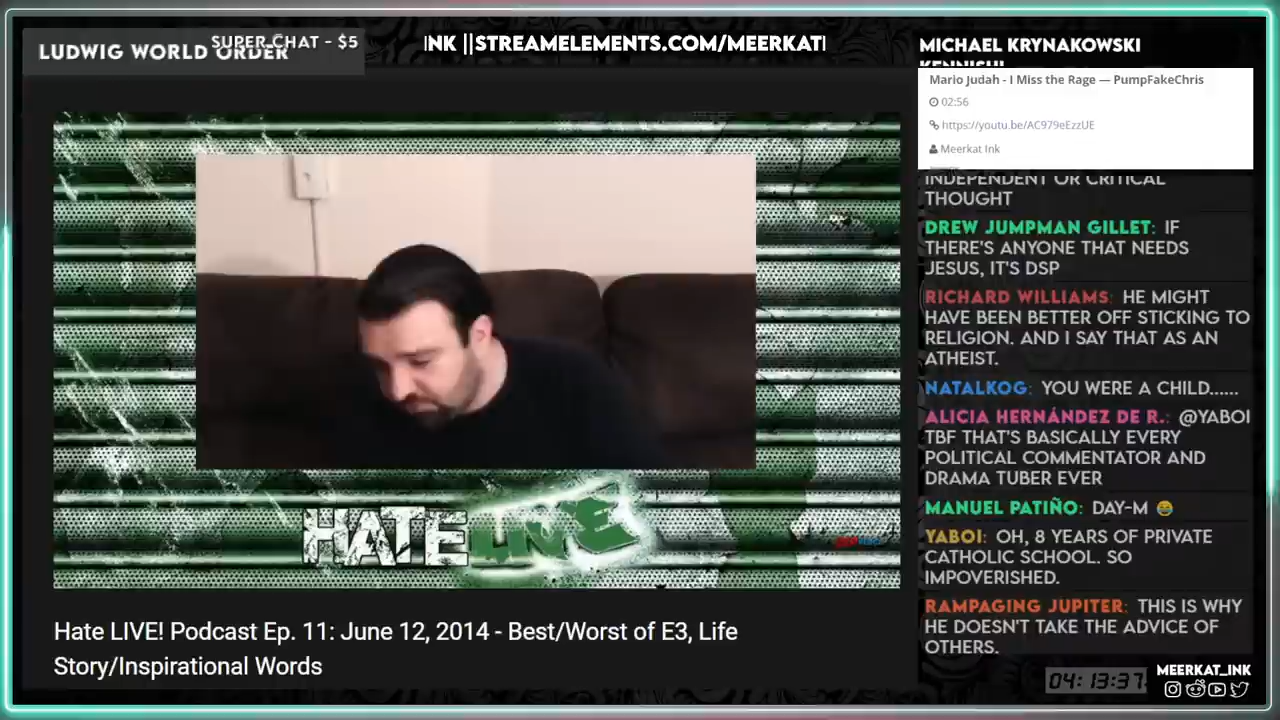 LUDWIG WORLD ORDER
SUPER CHAT - $5
INK ||STREAMELEMENTS.COM/MEERKATI
MICHAEL KRYNAKOWSKI
Mario Judah - I Miss the Rage — PumpFakeChris
02:56
https://youtu.be/AC979eEzzUE
Meerkat Ink
INDEPENDENT OR CRITICAL
THOUGHT
DREW JUMPMAN GILLET: IF
THERE'S ANYONE THAT NEEDS
JESUS, IT'S DSP
RICHARD WILLIAMS: HE MIGHT
HAVE BEEN BETTER OFF STICKING TO
RELIGION. AND I SAY THAT AS AN
ATHEIST.
NATALKOG: YOU WERE A CHILD......
ALICIA HERNÁNDEZ DE R.: @YABOI
TBF THAT'S BASICALLY EVERY
POLITICAL COMMENTATOR AND
DRAMA TUBER EVER
MANUEL PATIÑO: DAY-M 😂
YABOI: OH, 8 YEARS OF PRIVATE
CATHOLIC SCHOOL. SO
IMPOVERISHED.
RAMPAGING JUPITER: THIS IS WHY
HE DOESN'T TAKE THE ADVICE OF
OTHERS.
HATE LIVE
Hate LIVE! Podcast Ep. 11: June 12, 2014 - Best/Worst of E3, Life
Story/Inspirational Words
04:13:37
MEERKAT_INK